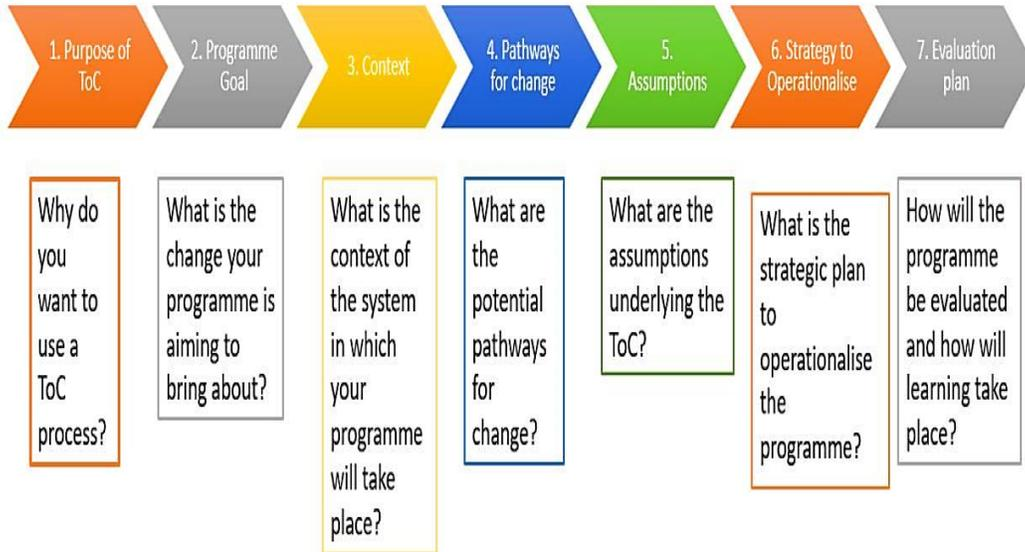 1. Purpose of
ToC
2. Programme
Goal
3. Context
4. Pathways
for change
5.
Assumptions
6. Strategy to
Operationalise
7. Evaluation
plan
Why do
you
want to
use a
ToC
process?
What is the
change your
programme is
aiming to
bring about?
What is the
context of
the system
in which
your
programme
will take
place?
What are
the
potential
pathways
for
change?
What are the
assumptions
underlying the
ToC?
What is the
strategic plan
to
operationalise
the
programme?
How will the
programme
be evaluated
and how will
learning take
place?